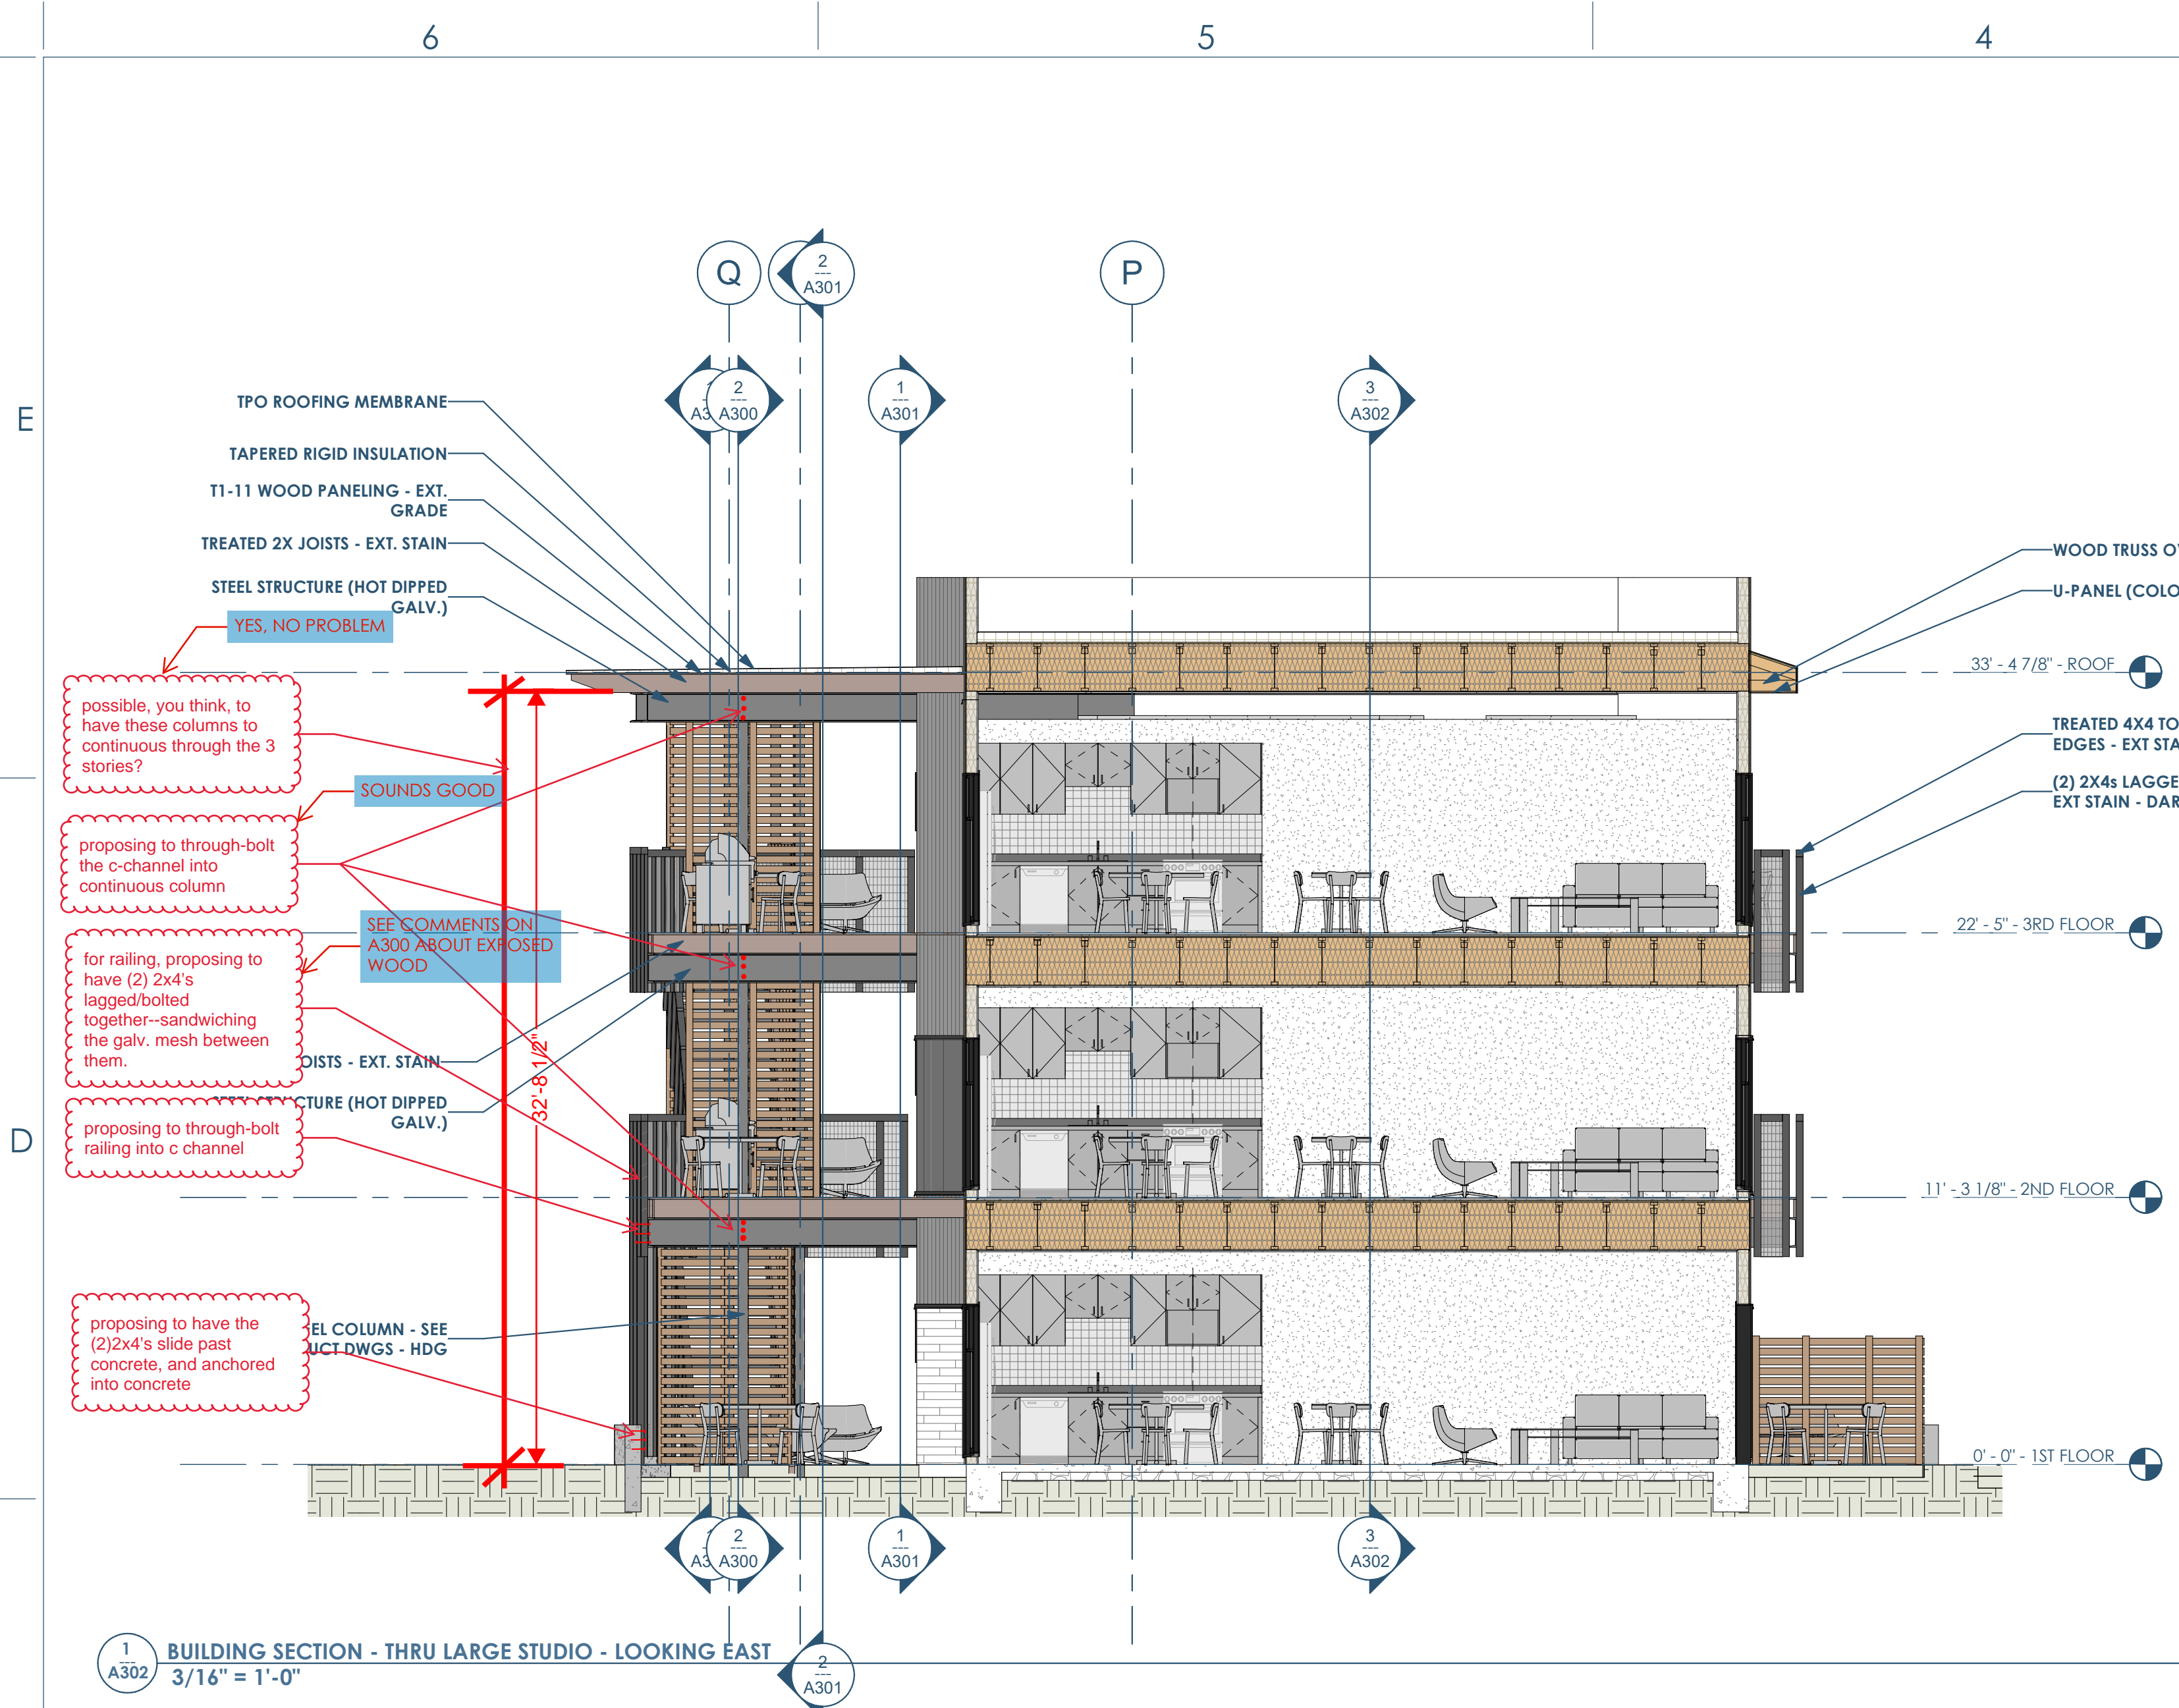 6
5
4
E
D
Q
2
---
A301
P
A3
2
---
A300
1
---
A301
3
---
A302
TPO ROOFING MEMBRANE
TAPERED RIGID INSULATION
T1-11 WOOD PANELING - EXT.
GRADE
TREATED 2X JOISTS - EXT. STAIN
STEEL STRUCTURE (HOT DIPPED
GALV.)
YES, NO PROBLEM
possible, you think, to
have these columns to
continuous through the 3
stories?
SOUNDS GOOD
proposing to through-bolt
the c-channel into
continuous column
SEE COMMENTS ON
A300 ABOUT EXPOSED
WOOD
for railing, proposing to
have (2) 2x4's
lagged/bolted
together--sandwiching
the galv. mesh between
them.
OISTS - EXT. STAIN
STEEL STRUCTURE (HOT DIPPED
GALV.)
proposing to through-bolt
railing into c channel
32'-8 1/2"
proposing to have the
(2)2x4's slide past
concrete, and anchored
into concrete
EL COLUMN - SEE
UCT DWGS - HDG
WOOD TRUSS O
U-PANEL (COLO
33' - 4 7/8" - ROOF
TREATED 4X4 TO
EDGES - EXT STA
(2) 2X4s LAGGE
EXT STAIN - DAR
22' - 5" - 3RD FLOOR
11' - 3 1/8" - 2ND FLOOR
0' - 0" - 1ST FLOOR
A3
2
---
A300
1
---
A301
3
---
A302
1
---
A302
BUILDING SECTION - THRU LARGE STUDIO - LOOKING EAST
3/16" = 1'-0"
2
---
A301